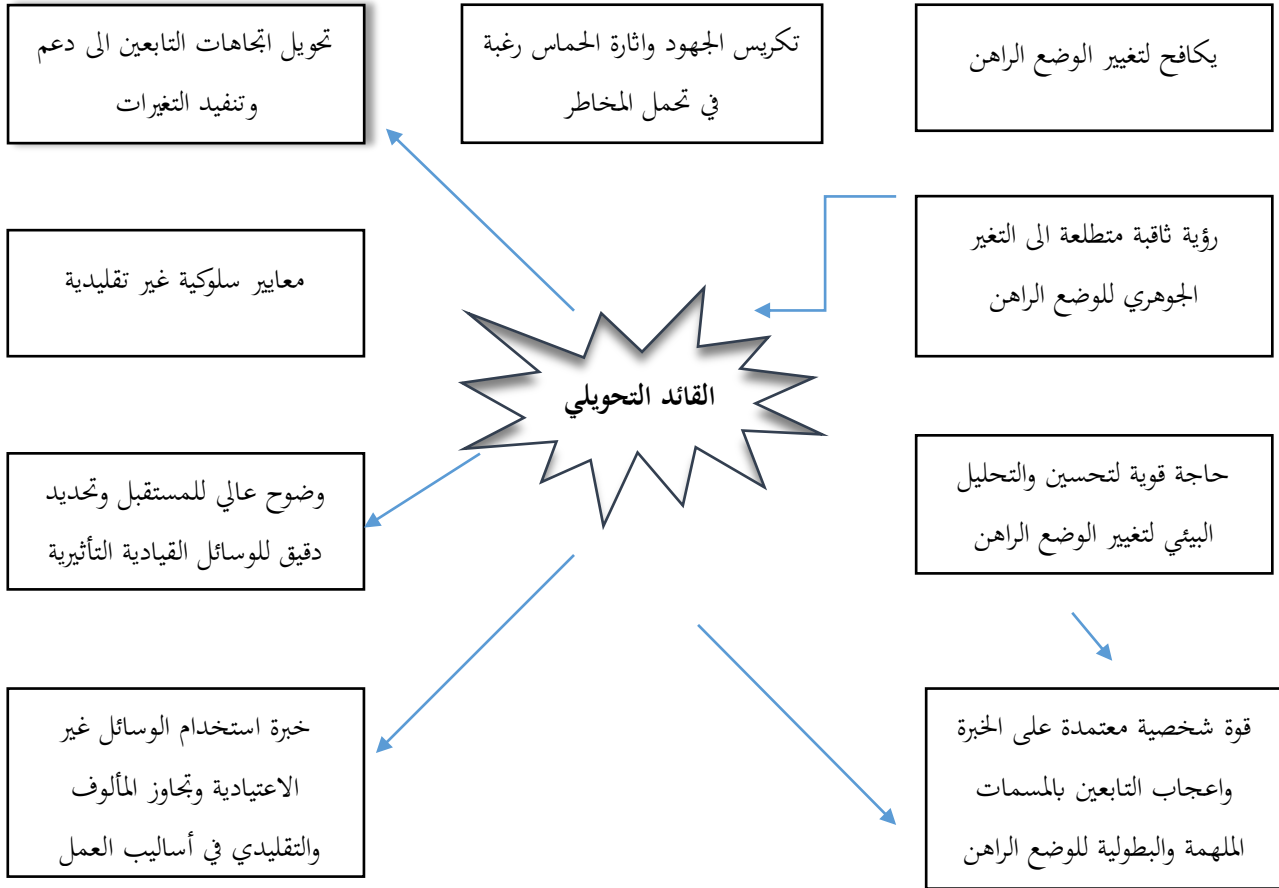 يكافح لتغيير الوضع الراهن
تكريس الجهود واثارة الحماس رغبة
في تحمل المخاطر
تحويل اتجاهات التابعين الى دعم
وتنفيد التغيرات
رؤية ثاقبة متطلعة الى التغير
الجوهري للوضع الراهن
معايير سلوكية غير تقليدية
القائد التحويلي
حاجة قوية لتحسين والتحليل
البيئي لتغيير الوضع الراهن
وضوح عالي للمستقبل وتحديد
دقيق للوسائل القيادية التأثيرية
قوة شخصية معتمدة على الخبرة
واعجاب التابعين بالمسمات
الملهمة والبطولية للوضع الراهن
خبرة استخدام الوسائل غير
الاعتيادية وتجاوز المألوف
والتقليدي في أساليب العمل